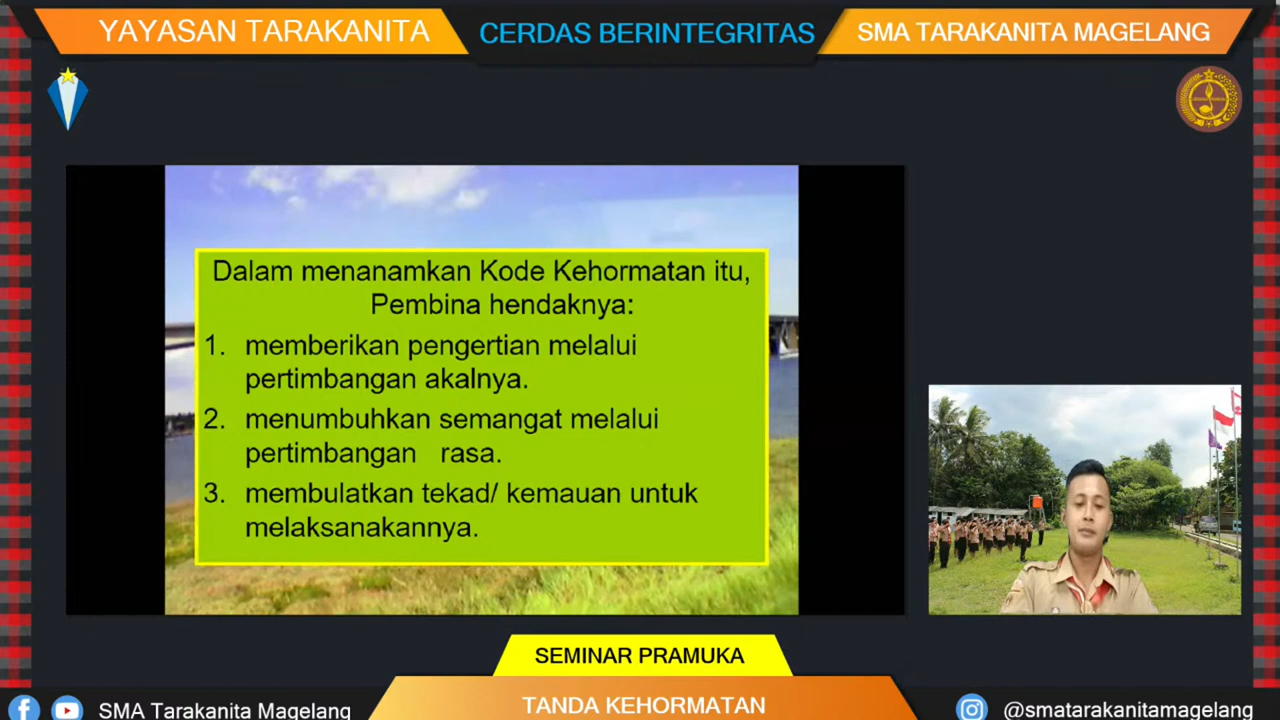 YAYASAN TARAKANITA
CERDAS BERINTEGRITAS
SMA TARAKANITA MAGELANG
Dalam menanamkan Kode Kehormatan itu,
Pembina hendaknya:
1. memberikan pengertian melalui
pertimbangan akalnya.
2. menumbuhkan semangat melalui
pertimbangan rasa.
3. membulatkan tekad/ kemauan untuk
melaksanakannya.
SEMINAR PRAMUKA
TANDA KEHORMATAN
SMA Tarakanita Magelang
@smatarakanitamagelang